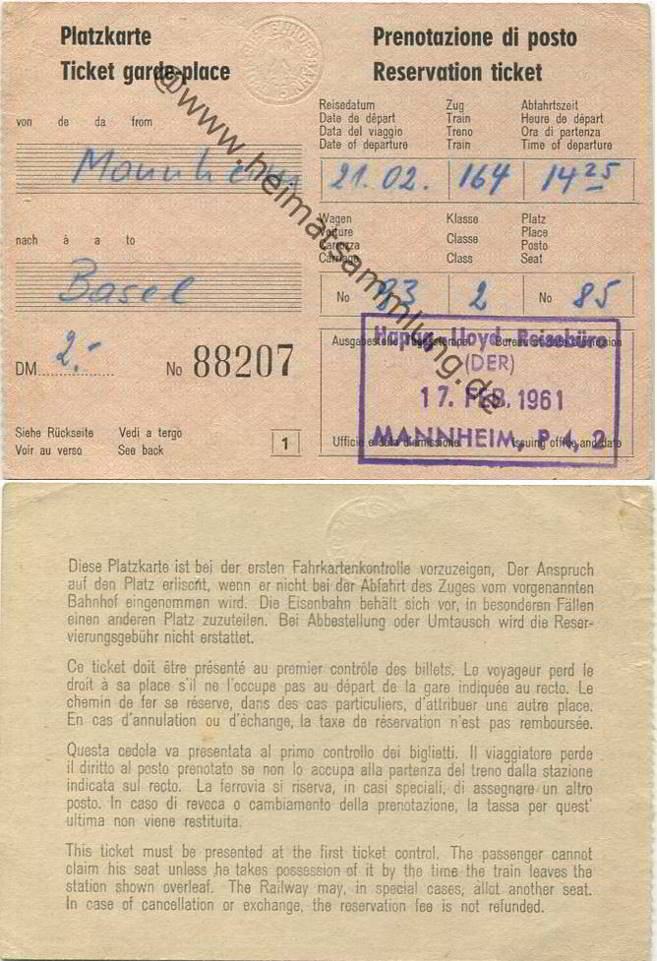 Platzkarte
Ticket garde-place
Prenotazione di posto
Reservation ticket
von de da from
Mannheim
Reisedatum Zug Abfahrtszeit
Date de départ Train Heure de départ
Data del viaggio Treno Ora di partenza
Date of departure Train Time of departure
21.02. 164 14 25
nach à a to
Basel
Wagen Klasse Platz
Voiture Classe Place
Carrozza Classe Posto
Carriage Class Seat
No 93 2 No 85
DM 2.-
No 88207
Siehe Rückseite Vedi a tergo
Voir au verso See back
1
Ausgabestelle
Hapag-Lloyd-Reisebüro
(DER)
17. FEB. 1961
MANNHEIM, P 4, 2
Ufficio e data d'emissione Issuing office and date
@www.heimatsammlung.de
Diese Platzkarte ist bei der ersten Fahrkartenkontrolle vorzuzeigen, Der Anspruch
auf den Platz erlischt, wenn er nicht bei der Abfahrt des Zuges vom vorgenannten
Bahnhof eingenommen wird. Die Eisenbahn behält sich vor, in besonderen Fällen
einen anderen Platz zuzuteilen. Bei Abbestellung oder Umtausch wird die Reser-
vierungsgebühr nicht erstattet.
Ce ticket doit être présenté au premier contrôle des billets. Le voyageur perd le
droit à sa place s'il ne l'occupe pas au départ de la gare indiquée au recto. Le
chemin de fer se réserve, dans des cas particuliers, d'attribuer une autre place.
En cas d'annulation ou d'échange, la taxe de réservation n'est pas remboursée.
Questa cedola va presentata al primo controllo dei biglietti. Il viaggiatore perde
il diritto al posto prenotato se non lo accupa alla partenza del treno dalla stazione
indicata sul recto. La ferrovia si riserva, in casi speciali, di assegnare un altro
posto. In caso di revoca o cambiamento della prenotazione, la tassa per quest'
ultima non viene restituita.
This ticket must be presented at the first ticket control. The passenger cannot
claim his seat unless he takes possession of it by the time the train leaves the
station shown overleaf. The Railway may, in special cases, allot another seat.
In case of cancellation or exchange, the reservation fee is not refunded.